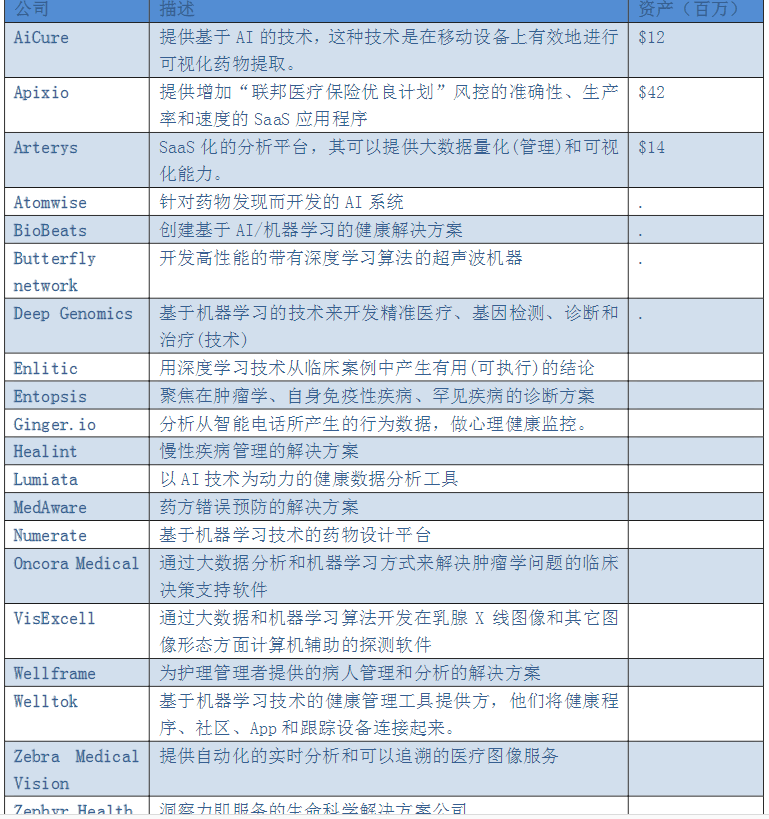 公司 描述 资产（百万）
AiCure 提供基于 AI 的技术，这种技术是在移动设备上有效地进行 $12
可视化药物提取。
Apixio 提供增加“联邦医疗保险优良计划”风控的准确性、生产 $42
率和速度的 SaaS 应用程序
Arterys SaaS 化的分析平台，其可以提供大数据量化(管理)和可视 $14
化能力。
Atomwise 针对药物发现而开发的 AI 系统 .
BioBeats 创建基于 AI/机器学习的健康解决方案 .
Butterfly 开发高性能的带有深度学习算法的超声波机器 .
network
Deep Genomics 基于机器学习的技术来开发精准医疗、基因检测、诊断和 .
治疗(技术)
Enlitic 用深度学习技术从临床案例中产生有用(可执行)的结论
Entopsis 聚焦在肿瘤学、自身免疫性疾病、罕见疾病的诊断方案
Ginger.io 分析从智能电话所产生的行为数据，做心理健康监控。
Healint 慢性疾病管理的解决方案
Lumiata 以 AI 技术为动力的健康数据分析工具
MedAware 药方错误预防的解决方案
Numerate 基于机器学习技术的药物设计平台
Oncora Medical 通过大数据分析和机器学习方式来解决肿瘤学问题的临床
决策支持软件
VisExcell 通过大数据和机器学习算法开发在乳腺 X 线图像和其它图
像形态方面计算机辅助的探测软件
Wellframe 为护理管理者提供的病人管理和分析的解决方案
Welltok 基于机器学习技术的健康管理工具提供方，他们将健康程
序、社区、App 和跟踪设备连接起来。
Zebra Medical 提供自动化的实时分析和可以追溯的医疗图像服务
Vision
Zephyr Health 洞察力即服务的生命科学解决方案公司